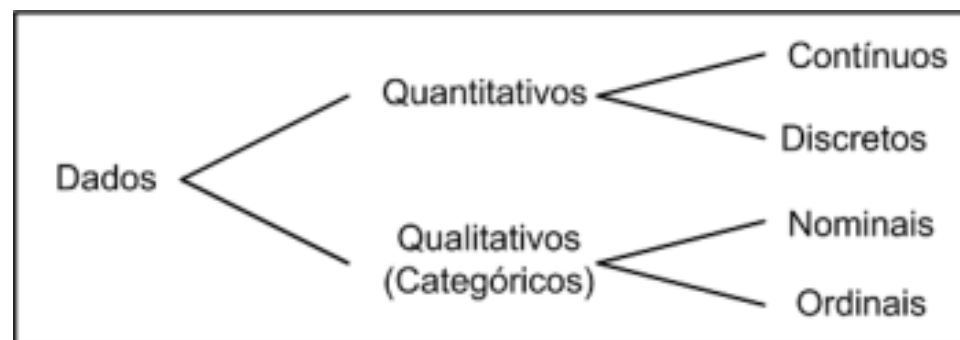 Dados
Quantitativos
Contínuos
Discretos
Qualitativos
(Categóricos)
Nominais
Ordinais